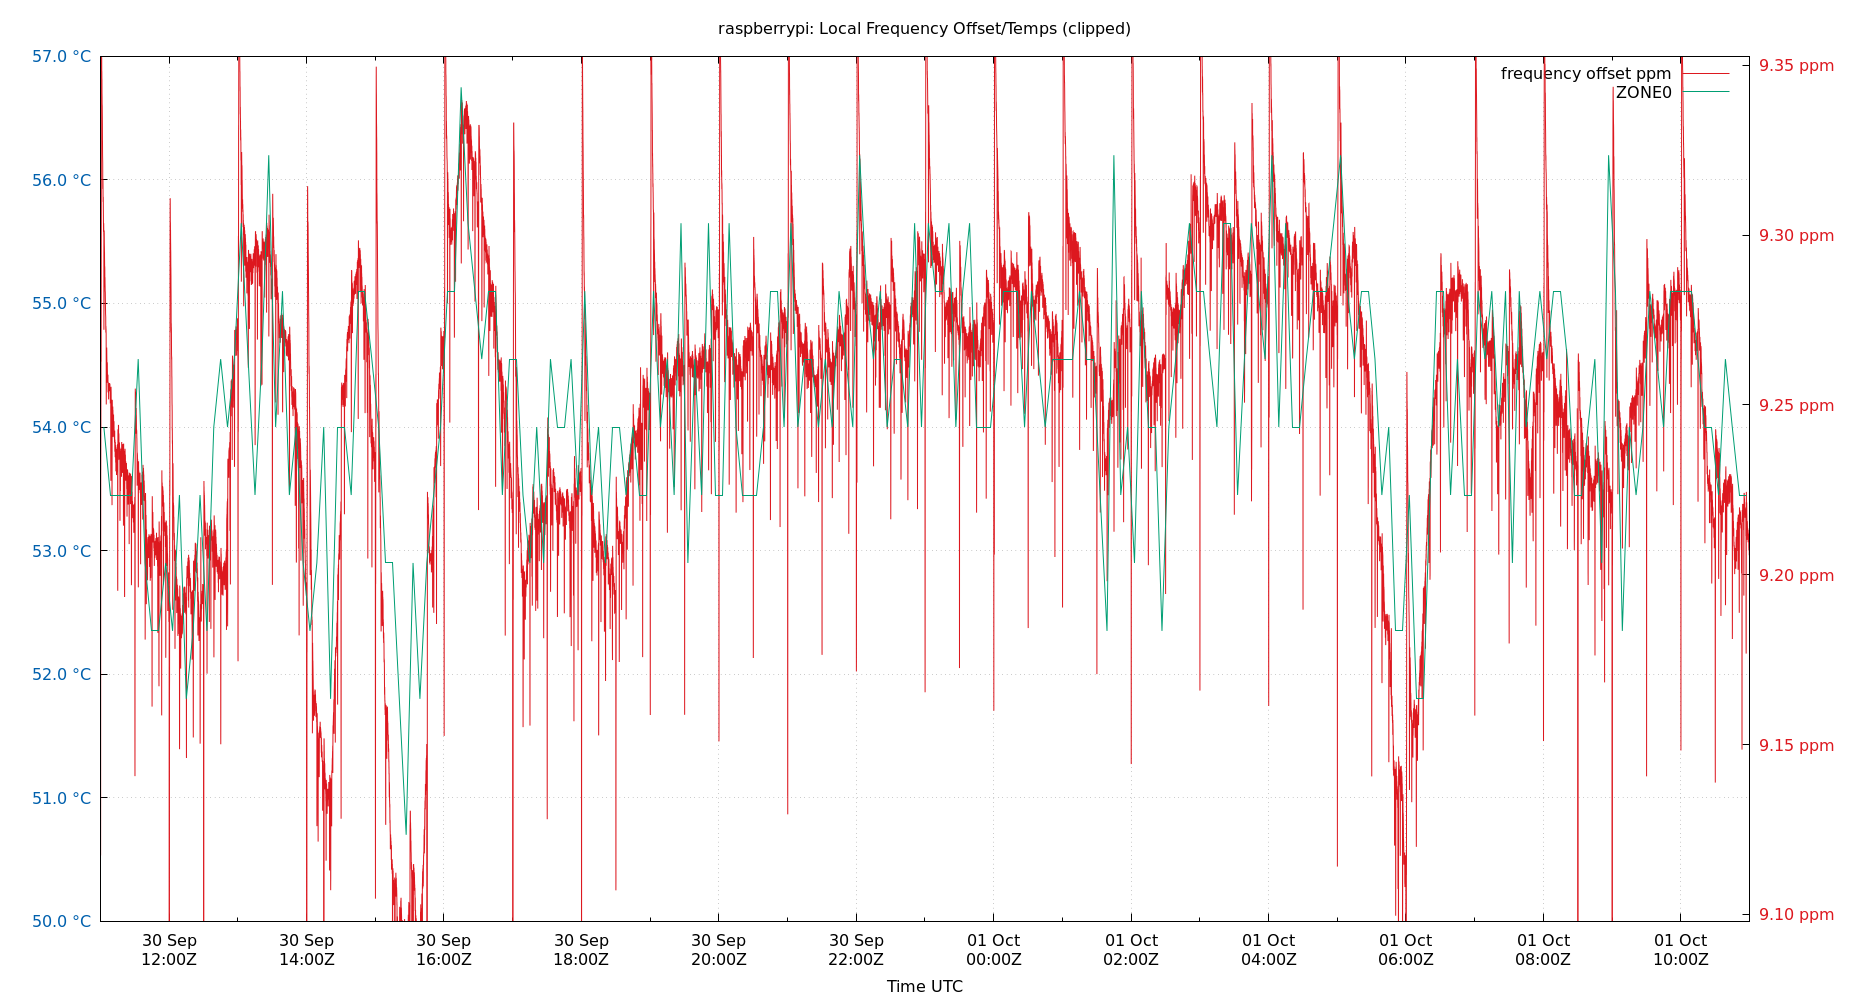 raspberrypi: Local Frequency Offset/Temps (clipped)
57.0 °C
56.0 °C
55.0 °C
54.0 °C
53.0 °C
52.0 °C
51.0 °C
50.0 °C
9.35 ppm
9.30 ppm
9.25 ppm
9.20 ppm
9.15 ppm
9.10 ppm
frequency offset ppm
ZONE0
30 Sep
12:00Z
30 Sep
14:00Z
30 Sep
16:00Z
30 Sep
18:00Z
30 Sep
20:00Z
30 Sep
22:00Z
01 Oct
00:00Z
01 Oct
02:00Z
01 Oct
04:00Z
01 Oct
06:00Z
01 Oct
08:00Z
01 Oct
10:00Z
Time UTC